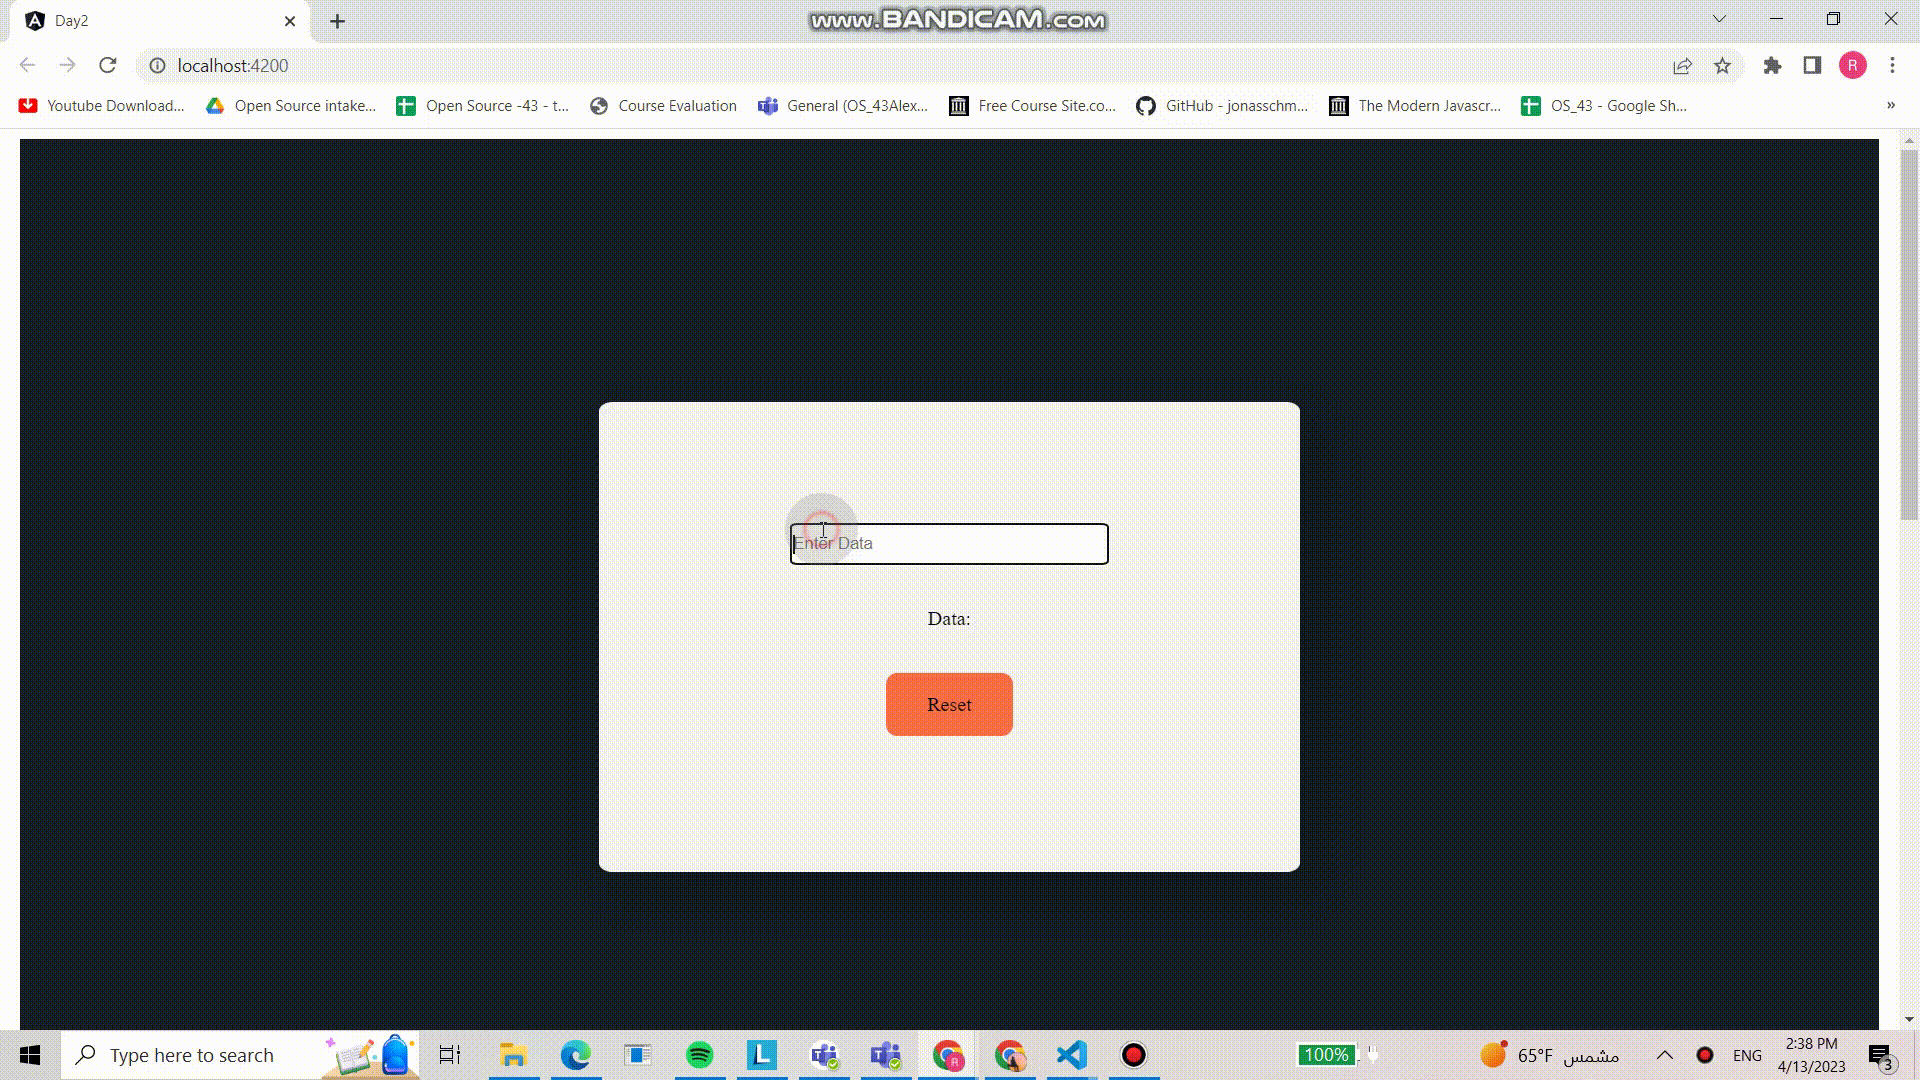 Day2
www.BANDICAM.com
localhost:4200
R
Youtube Download...
Open Source intake...
Open Source -43 - t...
Course Evaluation
General (OS_43Alex...
Free Course Site.co...
GitHub - jonasschm...
The Modern Javascr...
OS_43 - Google Sh...
»
Enter Data
Data:
Reset
Type here to search
L
R
100%
65°F مشمس
ENG
2:38 PM
4/13/2023
3